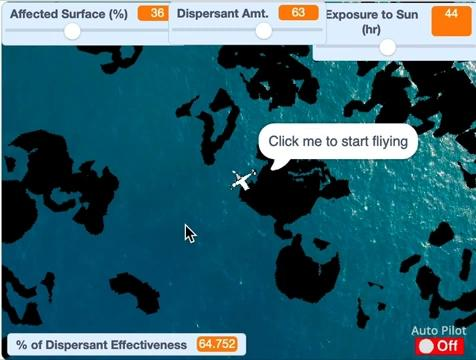 Affected Surface (%) 36
Dispersant Amt. 63
Exposure to Sun (hr) 44
Click me to start fliying
Auto Pilot
Off
% of Dispersant Effectiveness 64.752